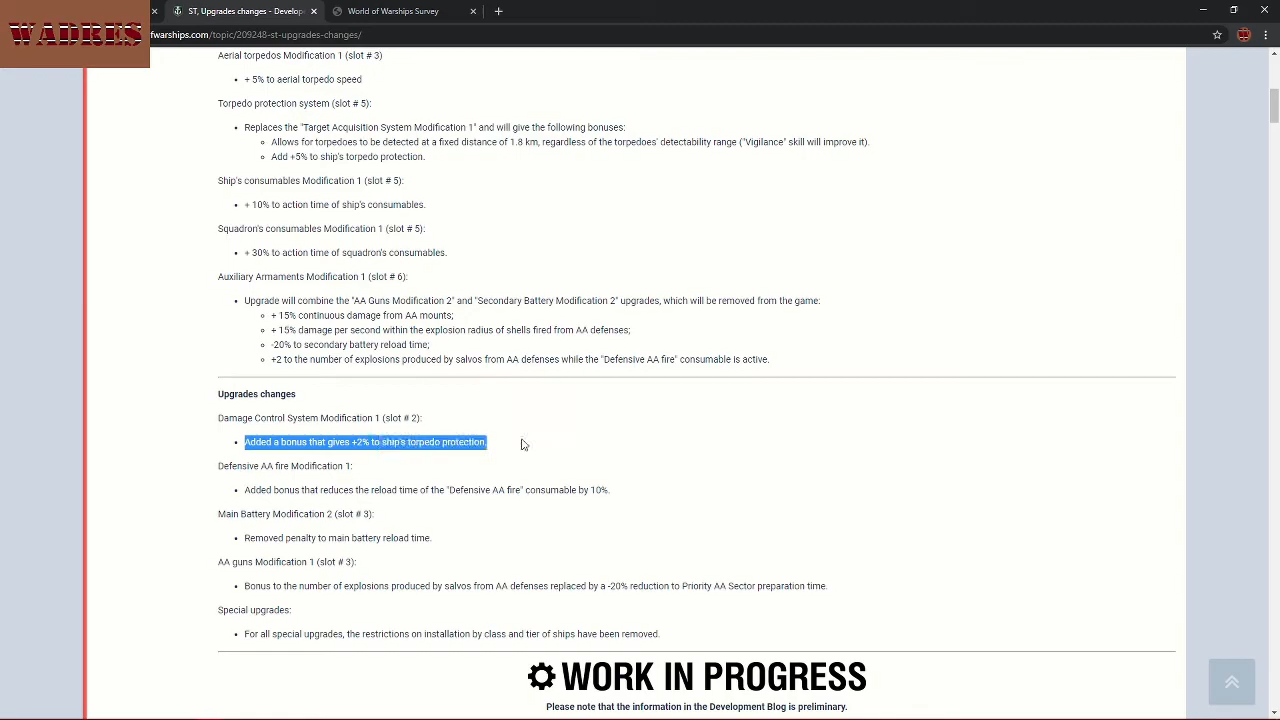 WADRES
ST, Upgrades changes - Develop
World of Warships Survey
warships.com/topic/209248-st-upgrades-changes/
Aerial torpedos Modification 1 (slot # 3)
+ 5% to aerial torpedo speed
Torpedo protection system (slot # 5):
Replaces the "Target Acquisition System Modification 1" and will give the following bonuses:
Allows for torpedoes to be detected at a fixed distance of 1.8 km, regardless of the torpedoes' detectability range ("Vigilance" skill will improve it).
Add +5% to ship's torpedo protection.
Ship's consumables Modification 1 (slot # 5):
+ 10% to action time of ship's consumables.
Squadron's consumables Modification 1 (slot # 5):
+ 30% to action time of squadron's consumables.
Auxiliary Armaments Modification 1 (slot # 6):
Upgrade will combine the "AA Guns Modification 2" and "Secondary Battery Modification 2" upgrades, which will be removed from the game:
+ 15% continuous damage from AA mounts;
+ 15% damage per second within the explosion radius of shells fired from AA defenses;
-20% to secondary battery reload time;
+2 to the number of explosions produced by salvos from AA defenses while the "Defensive AA fire" consumable is active.
Upgrades changes
Damage Control System Modification 1 (slot # 2):
Added a bonus that gives +2% to ship's torpedo protection.
Defensive AA fire Modification 1:
Added bonus that reduces the reload time of the "Defensive AA fire" consumable by 10%.
Main Battery Modification 2 (slot # 3):
Removed penalty to main battery reload time.
AA guns Modification 1 (slot # 3):
Bonus to the number of explosions produced by salvos from AA defenses replaced by a -20% reduction to Priority AA Sector preparation time.
Special upgrades:
For all special upgrades, the restrictions on installation by class and tier of ships have been removed.
WORK IN PROGRESS
Please note that the information in the Development Blog is preliminary.